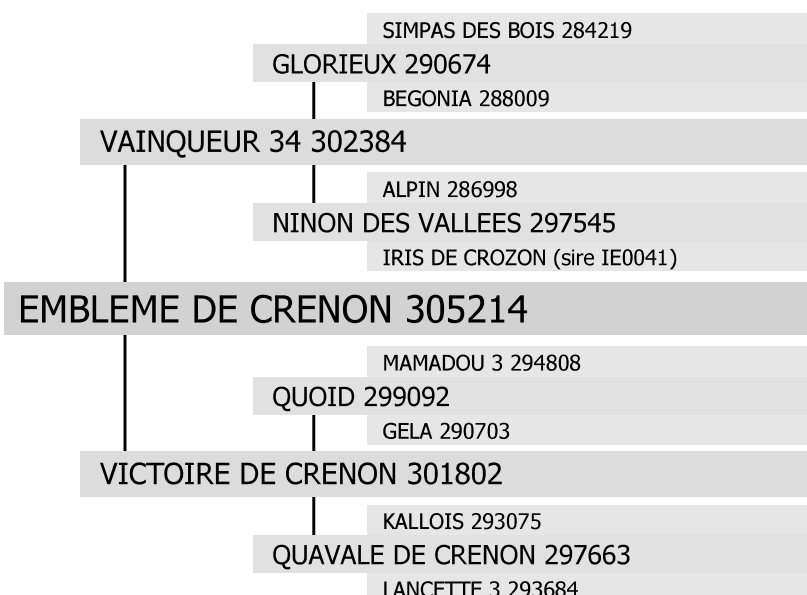 SIMPAS DES BOIS 284219
GLORIEUX 290674
BEGONIA 288009
VAINQUEUR 34 302384
ALPIN 286998
NINON DES VALLEES 297545
IRIS DE CROZON (sire IE0041)
EMBLEME DE CRENON 305214
MAMADOU 3 294808
QUOID 299092
GELA 290703
VICTOIRE DE CRENON 301802
KALLOIS 293075
QUAVALE DE CRENON 297663
LANCETTE 3 293684